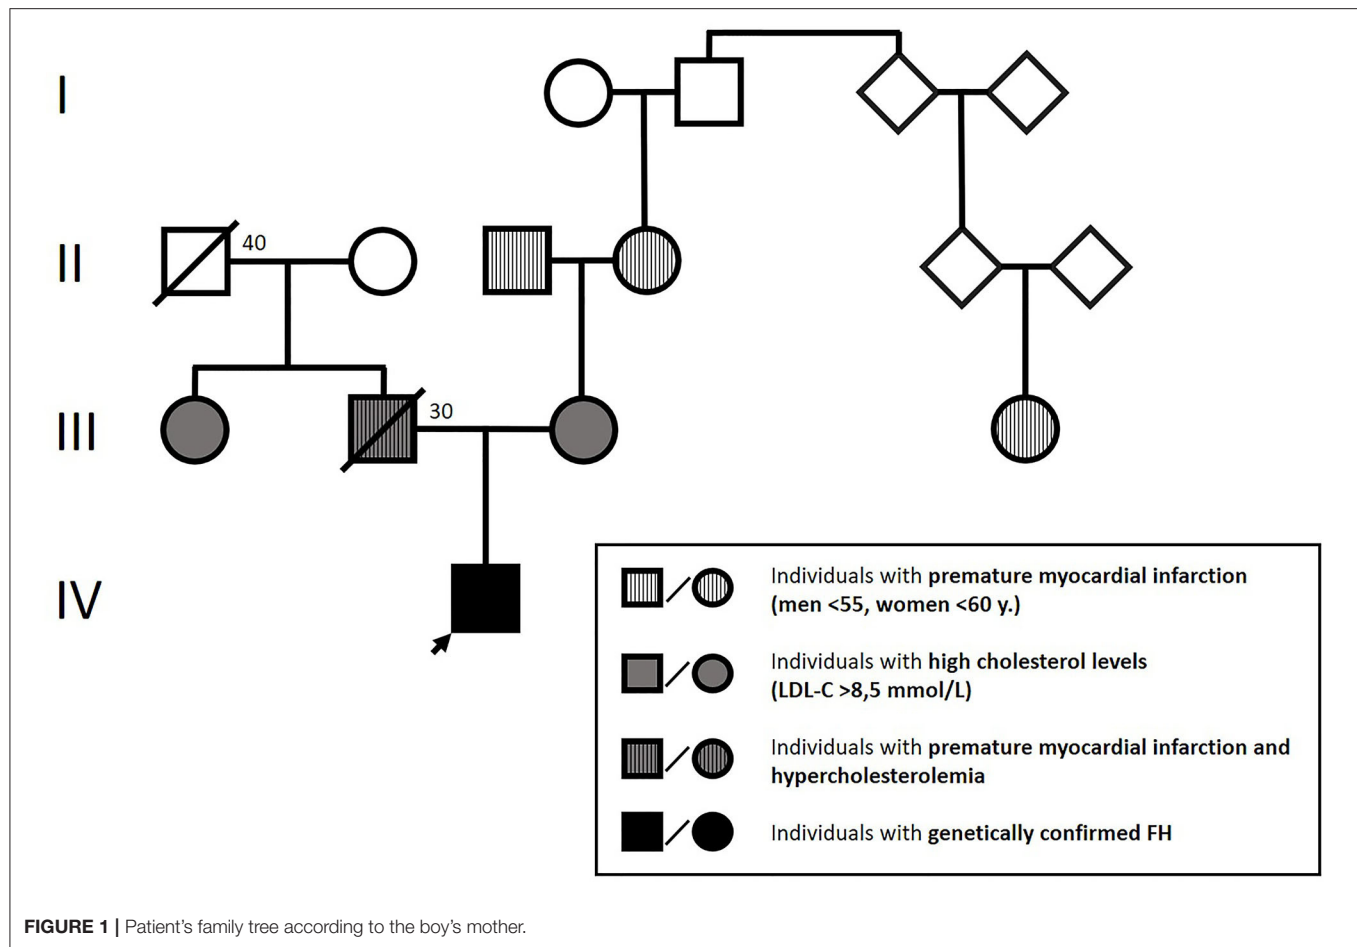 I
II
40
III
30
IV
Individuals with premature myocardial infarction
(men <55, women <60 y.)
Individuals with high cholesterol levels
(LDL-C >8,5 mmol/L)
Individuals with premature myocardial infarction and
hypercholesterolemia
Individuals with genetically confirmed FH
FIGURE 1 | Patient's family tree according to the boy's mother.